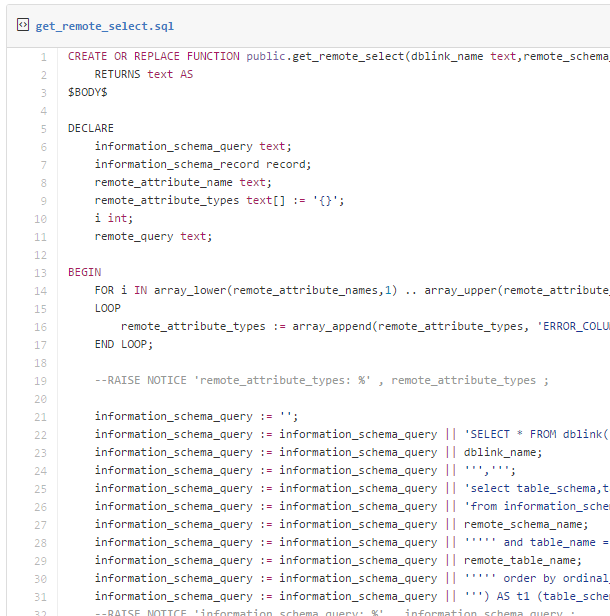 get_remote_select.sql
1 CREATE OR REPLACE FUNCTION public.get_remote_select(dblink_name text,remote_schema_
2 RETURNS text AS
3 $BODY$
4
5 DECLARE
6 information_schema_query text;
7 information_schema_record record;
8 remote_attribute_name text;
9 remote_attribute_types text[] := '{}';
10 i int;
11 remote_query text;
12
13 BEGIN
14 FOR i IN array_lower(remote_attribute_names,1) .. array_upper(remote_attribute_
15 LOOP
16 remote_attribute_types := array_append(remote_attribute_types, 'ERROR_COLU
17 END LOOP;
18
19 --RAISE NOTICE 'remote_attribute_types: %' , remote_attribute_types ;
20
21 information_schema_query := '';
22 information_schema_query := information_schema_query || 'SELECT * FROM dblink(
23 information_schema_query := information_schema_query || dblink_name;
24 information_schema_query := information_schema_query || ''',''';
25 information_schema_query := information_schema_query || 'select table_schema,t
26 information_schema_query := information_schema_query || 'from information_sche
27 information_schema_query := information_schema_query || remote_schema_name;
28 information_schema_query := information_schema_query || ''''' and table_name =
29 information_schema_query := information_schema_query || remote_table_name;
30 information_schema_query := information_schema_query || ''''' order by ordinal_
31 information_schema_query := information_schema_query || ''') AS t1 (table_sche
32 --RAISE NOTICE 'information_schema_query: %' , information_schema_query ;